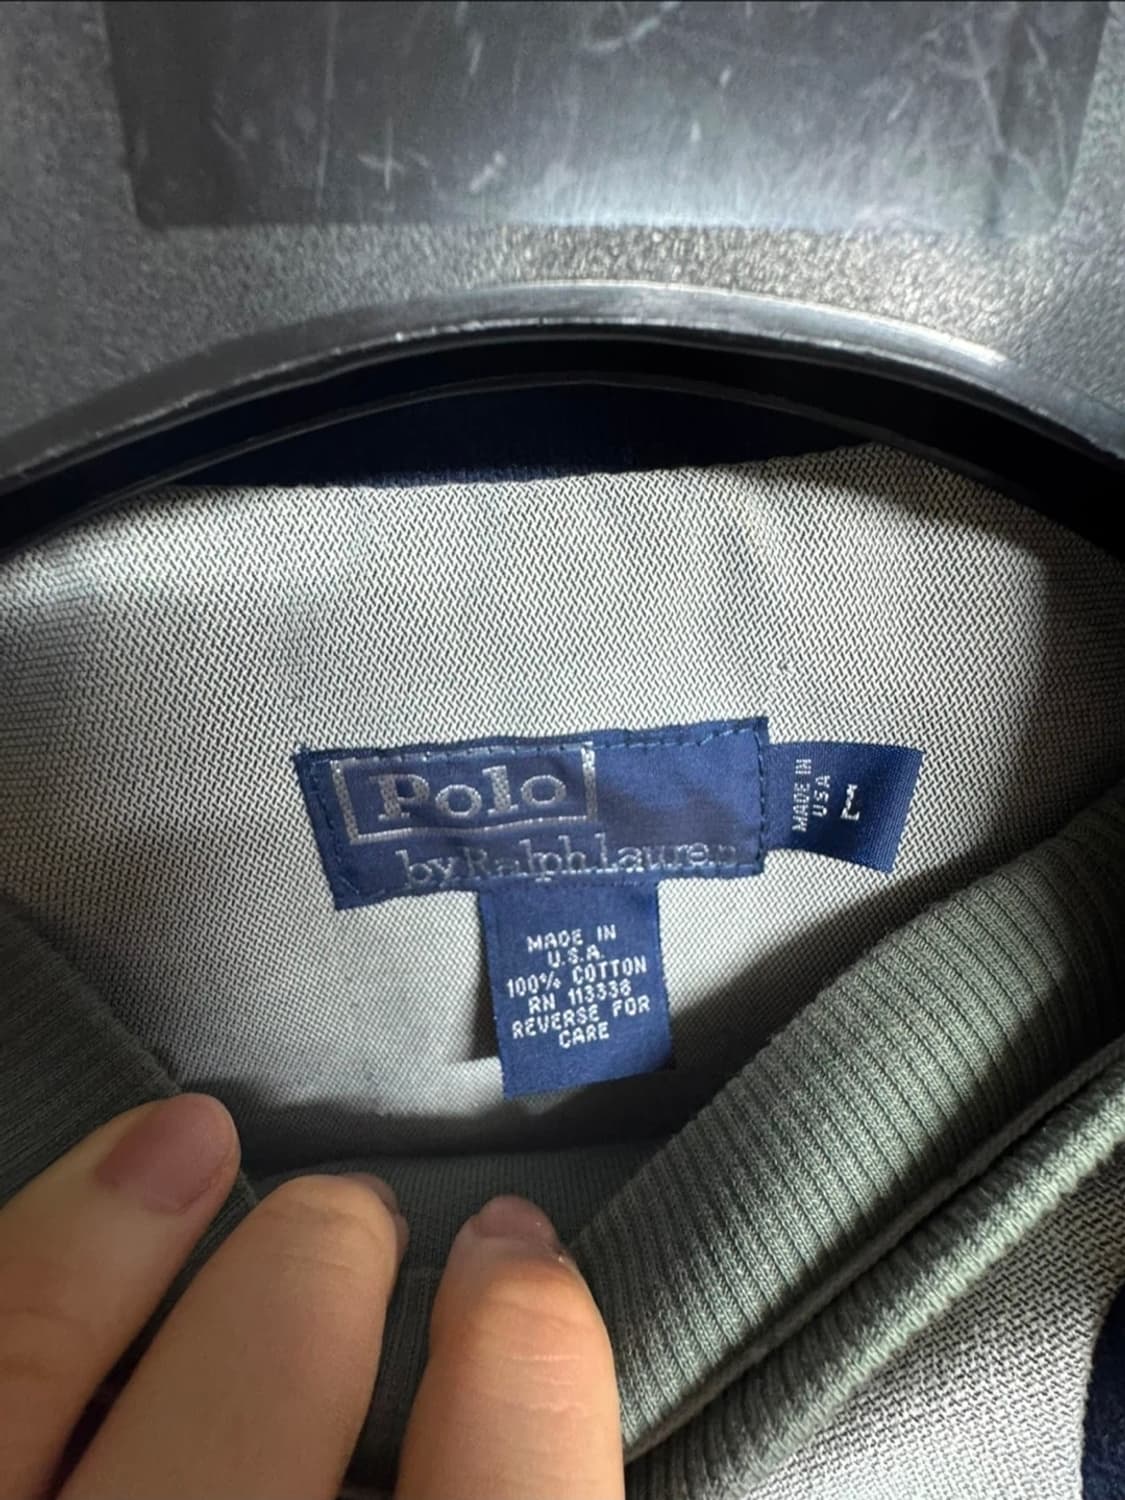 Polo
by Ralph Lauren
MADE IN
USA
L
MADE IN
U.S.A.
100% COTTON
RN 113338
REVERSE FOR
CARE